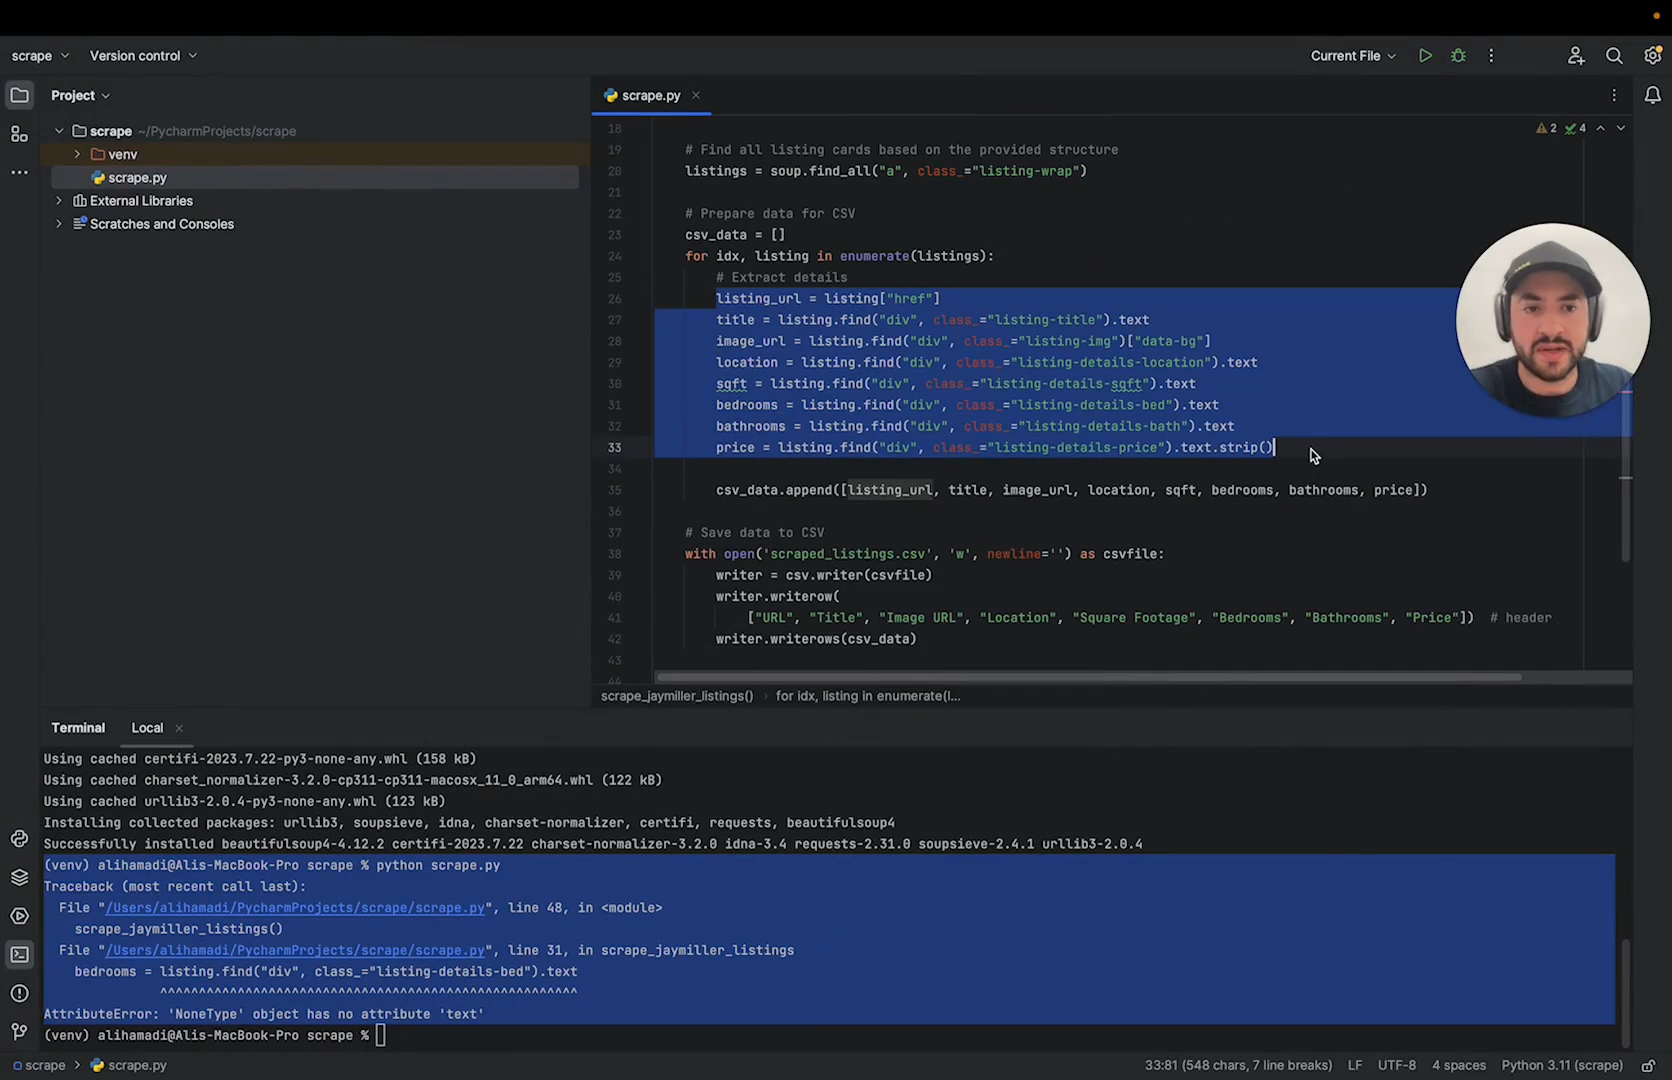 scrape
Version control
Current File
Project
scrape.py
scrape ~/PycharmProjects/scrape
venv
scrape.py
External Libraries
Scratches and Consoles
2 4
18
19 # Find all listing cards based on the provided structure
20 listings = soup.find_all("a", class_="listing-wrap")
21
22 # Prepare data for CSV
23 csv_data = []
24 for idx, listing in enumerate(listings):
25 # Extract details
26 listing_url = listing["href"]
27 title = listing.find("div", class_="listing-title").text
28 image_url = listing.find("div", class_="listing-img")["data-bg"]
29 location = listing.find("div", class_="listing-details-location").text
30 sqft = listing.find("div", class_="listing-details-sqft").text
31 bedrooms = listing.find("div", class_="listing-details-bed").text
32 bathrooms = listing.find("div", class_="listing-details-bath").text
33 price = listing.find("div", class_="listing-details-price").text.strip()
34
35 csv_data.append([listing_url, title, image_url, location, sqft, bedrooms, bathrooms, price])
36
37 # Save data to CSV
38 with open('scraped_listings.csv', 'w', newline='') as csvfile:
39 writer = csv.writer(csvfile)
40 writer.writerow(
41 ["URL", "Title", "Image URL", "Location", "Square Footage", "Bedrooms", "Bathrooms", "Price"]) # header
42 writer.writerows(csv_data)
43
44
scrape_jaymiller_listings() › for idx, listing in enumerate(l...
Terminal
Local
Using cached certifi-2023.7.22-py3-none-any.whl (158 kB)
Using cached charset_normalizer-3.2.0-cp311-cp311-macosx_11_0_arm64.whl (122 kB)
Using cached urllib3-2.0.4-py3-none-any.whl (123 kB)
Installing collected packages: urllib3, soupsieve, idna, charset-normalizer, certifi, requests, beautifulsoup4
Successfully installed beautifulsoup4-4.12.2 certifi-2023.7.22 charset-normalizer-3.2.0 idna-3.4 requests-2.31.0 soupsieve-2.4.1 urllib3-2.0.4
(venv) alihamadi@Alis-MacBook-Pro scrape % python scrape.py
Traceback (most recent call last):
File "/Users/alihamadi/PycharmProjects/scrape/scrape.py", line 48, in <module>
scrape_jaymiller_listings()
File "/Users/alihamadi/PycharmProjects/scrape/scrape.py", line 31, in scrape_jaymiller_listings
bedrooms = listing.find("div", class_="listing-details-bed").text
^^^^^^^^^^^^^^^^^^^^^^^^^^^^^^^^^^^^^^^^^^^^^^^^^^^^^^
AttributeError: 'NoneType' object has no attribute 'text'
(venv) alihamadi@Alis-MacBook-Pro scrape %
scrape › scrape.py
33:81 (548 chars, 7 line breaks) LF UTF-8 4 spaces Python 3.11 (scrape)